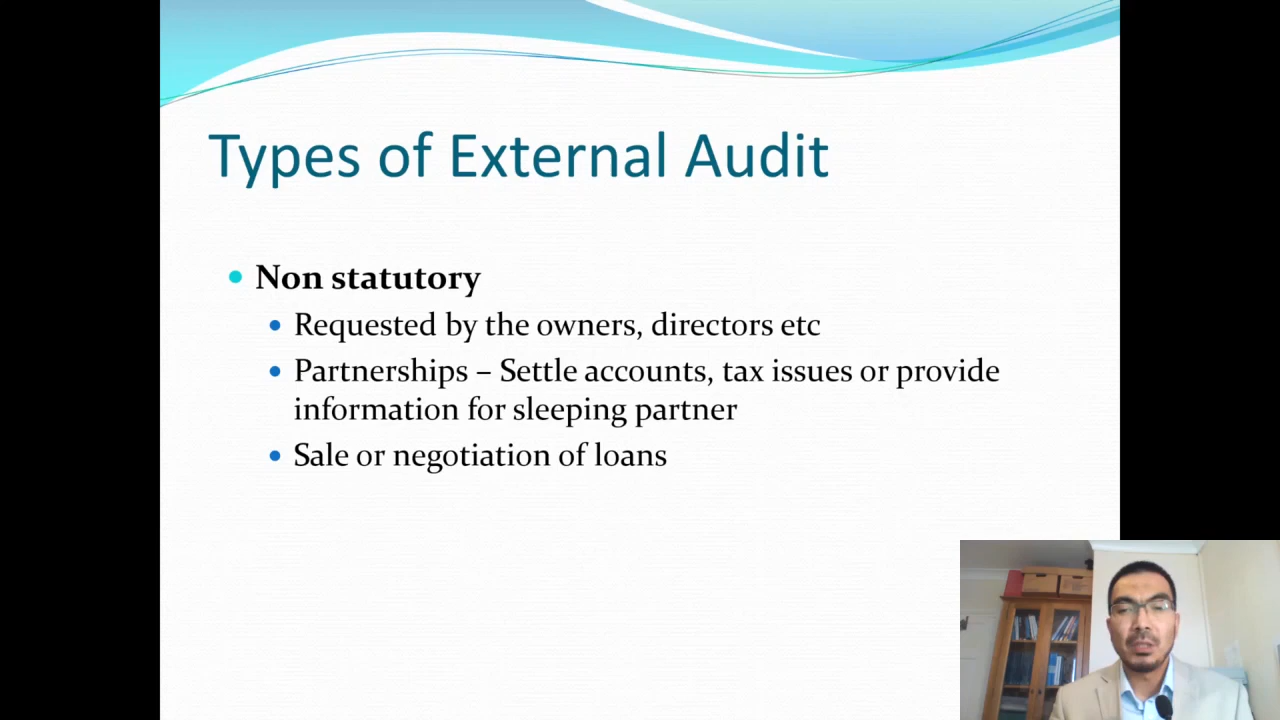 Types of External Audit
Non statutory
Requested by the owners, directors etc
Partnerships – Settle accounts, tax issues or provide
information for sleeping partner
Sale or negotiation of loans